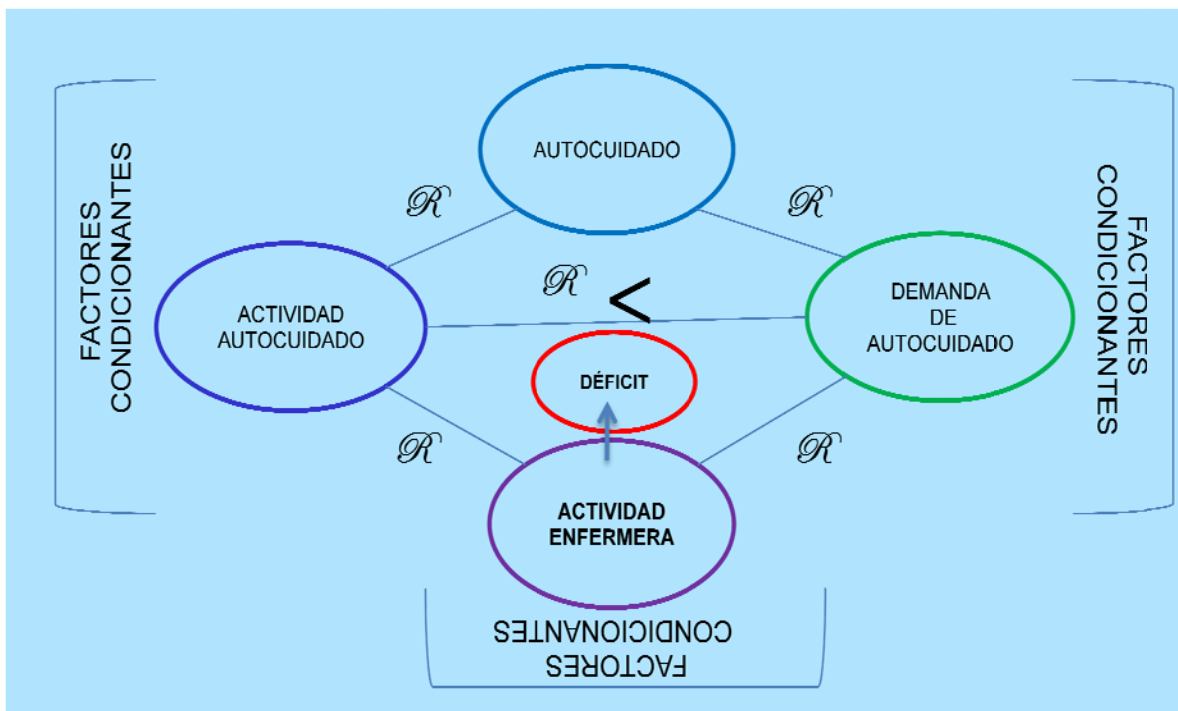 AUTOCUIDADO
FACTORES
CONDICIONANTES
FACTORES
CONDICIONANTES
ℛ
ℛ
ℛ
<
ACTIVIDAD
AUTOCUIDADO
DEMANDA
DE
AUTOCUIDADO
DÉFICIT
ℛ
ℛ
ACTIVIDAD
ENFERMERA
FACTORES
CONDICIONANTES